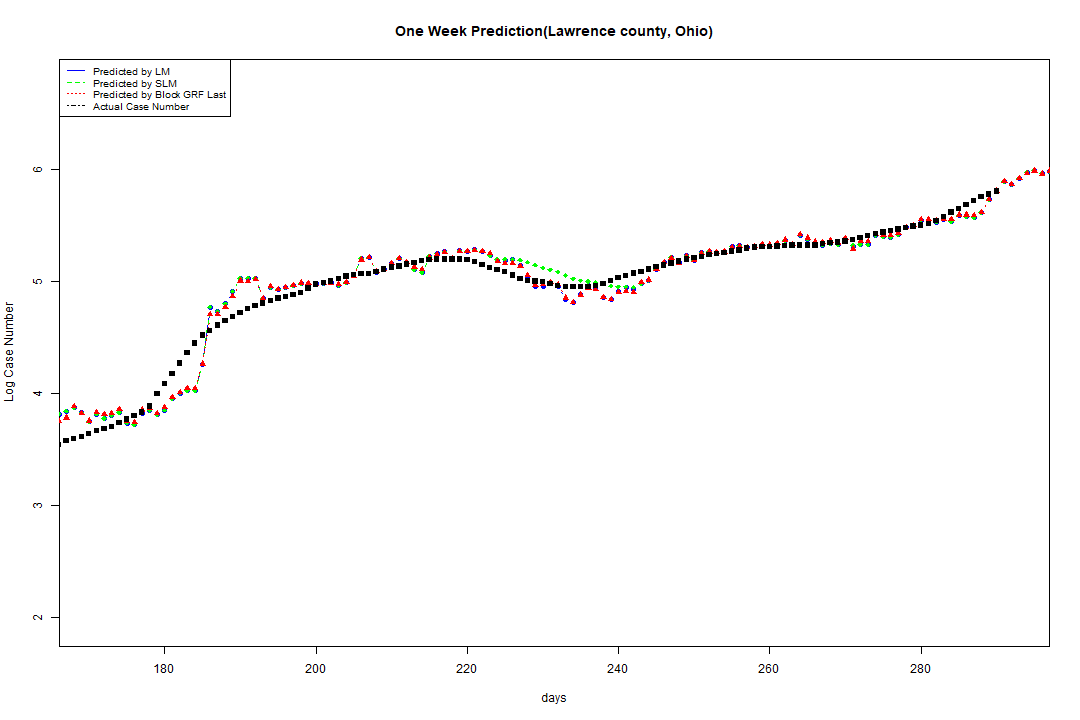 One Week Prediction(Lawrence county, Ohio)
Predicted by LM
Predicted by SLM
Predicted by Block GRF Last
Actual Case Number
6
5
4
3
2
Log Case Number
180 200 220 240 260 280
days